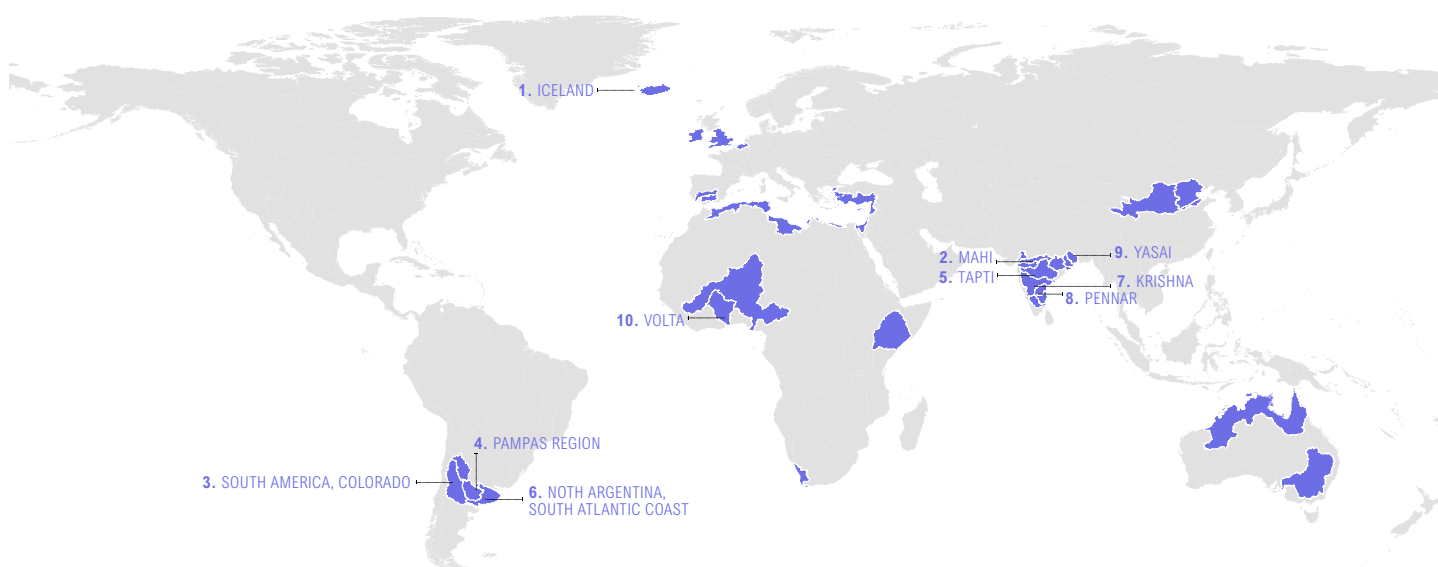 1. ICELAND
2. MAHI
9. YASAI
5. TAPTI
7. KRISHNA
8. PENNAR
10. VOLTA
4. PAMPAS REGION
3. SOUTH AMERICA, COLORADO
6. NOTH ARGENTINA,
SOUTH ATLANTIC COAST